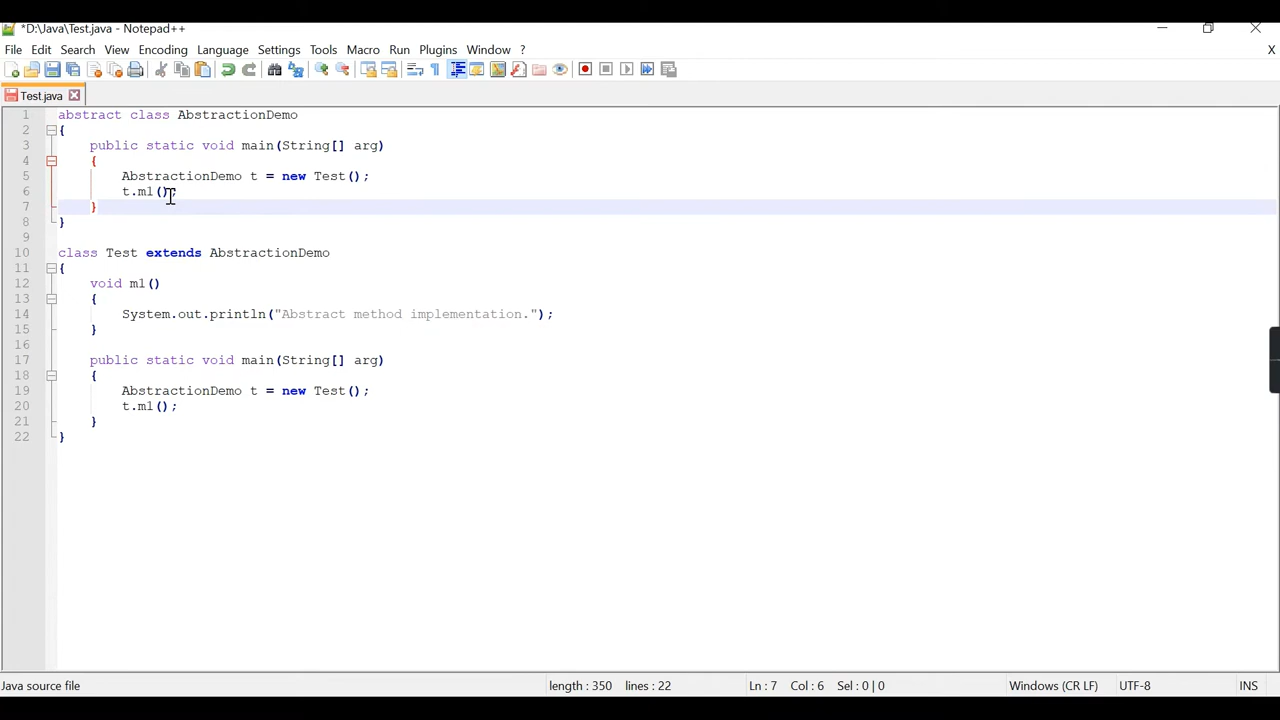 *D:\Java\Test.java - Notepad++
File Edit Search View Encoding Language Settings Tools Macro Run Plugins Window ? X
Test.java
1 abstract class AbstractionDemo
2 {
3 public static void main(String[] arg)
4 {
5 AbstractionDemo t = new Test();
6 t.m1();
7 }
8 }
9
10 class Test extends AbstractionDemo
11 {
12 void m1()
13 {
14 System.out.println("Abstract method implementation.");
15 }
16
17 public static void main(String[] arg)
18 {
19 AbstractionDemo t = new Test();
20 t.m1();
21 }
22 }
Java source file length : 350 lines : 22 Ln : 7 Col : 6 Sel : 0 | 0 Windows (CR LF) UTF-8 INS